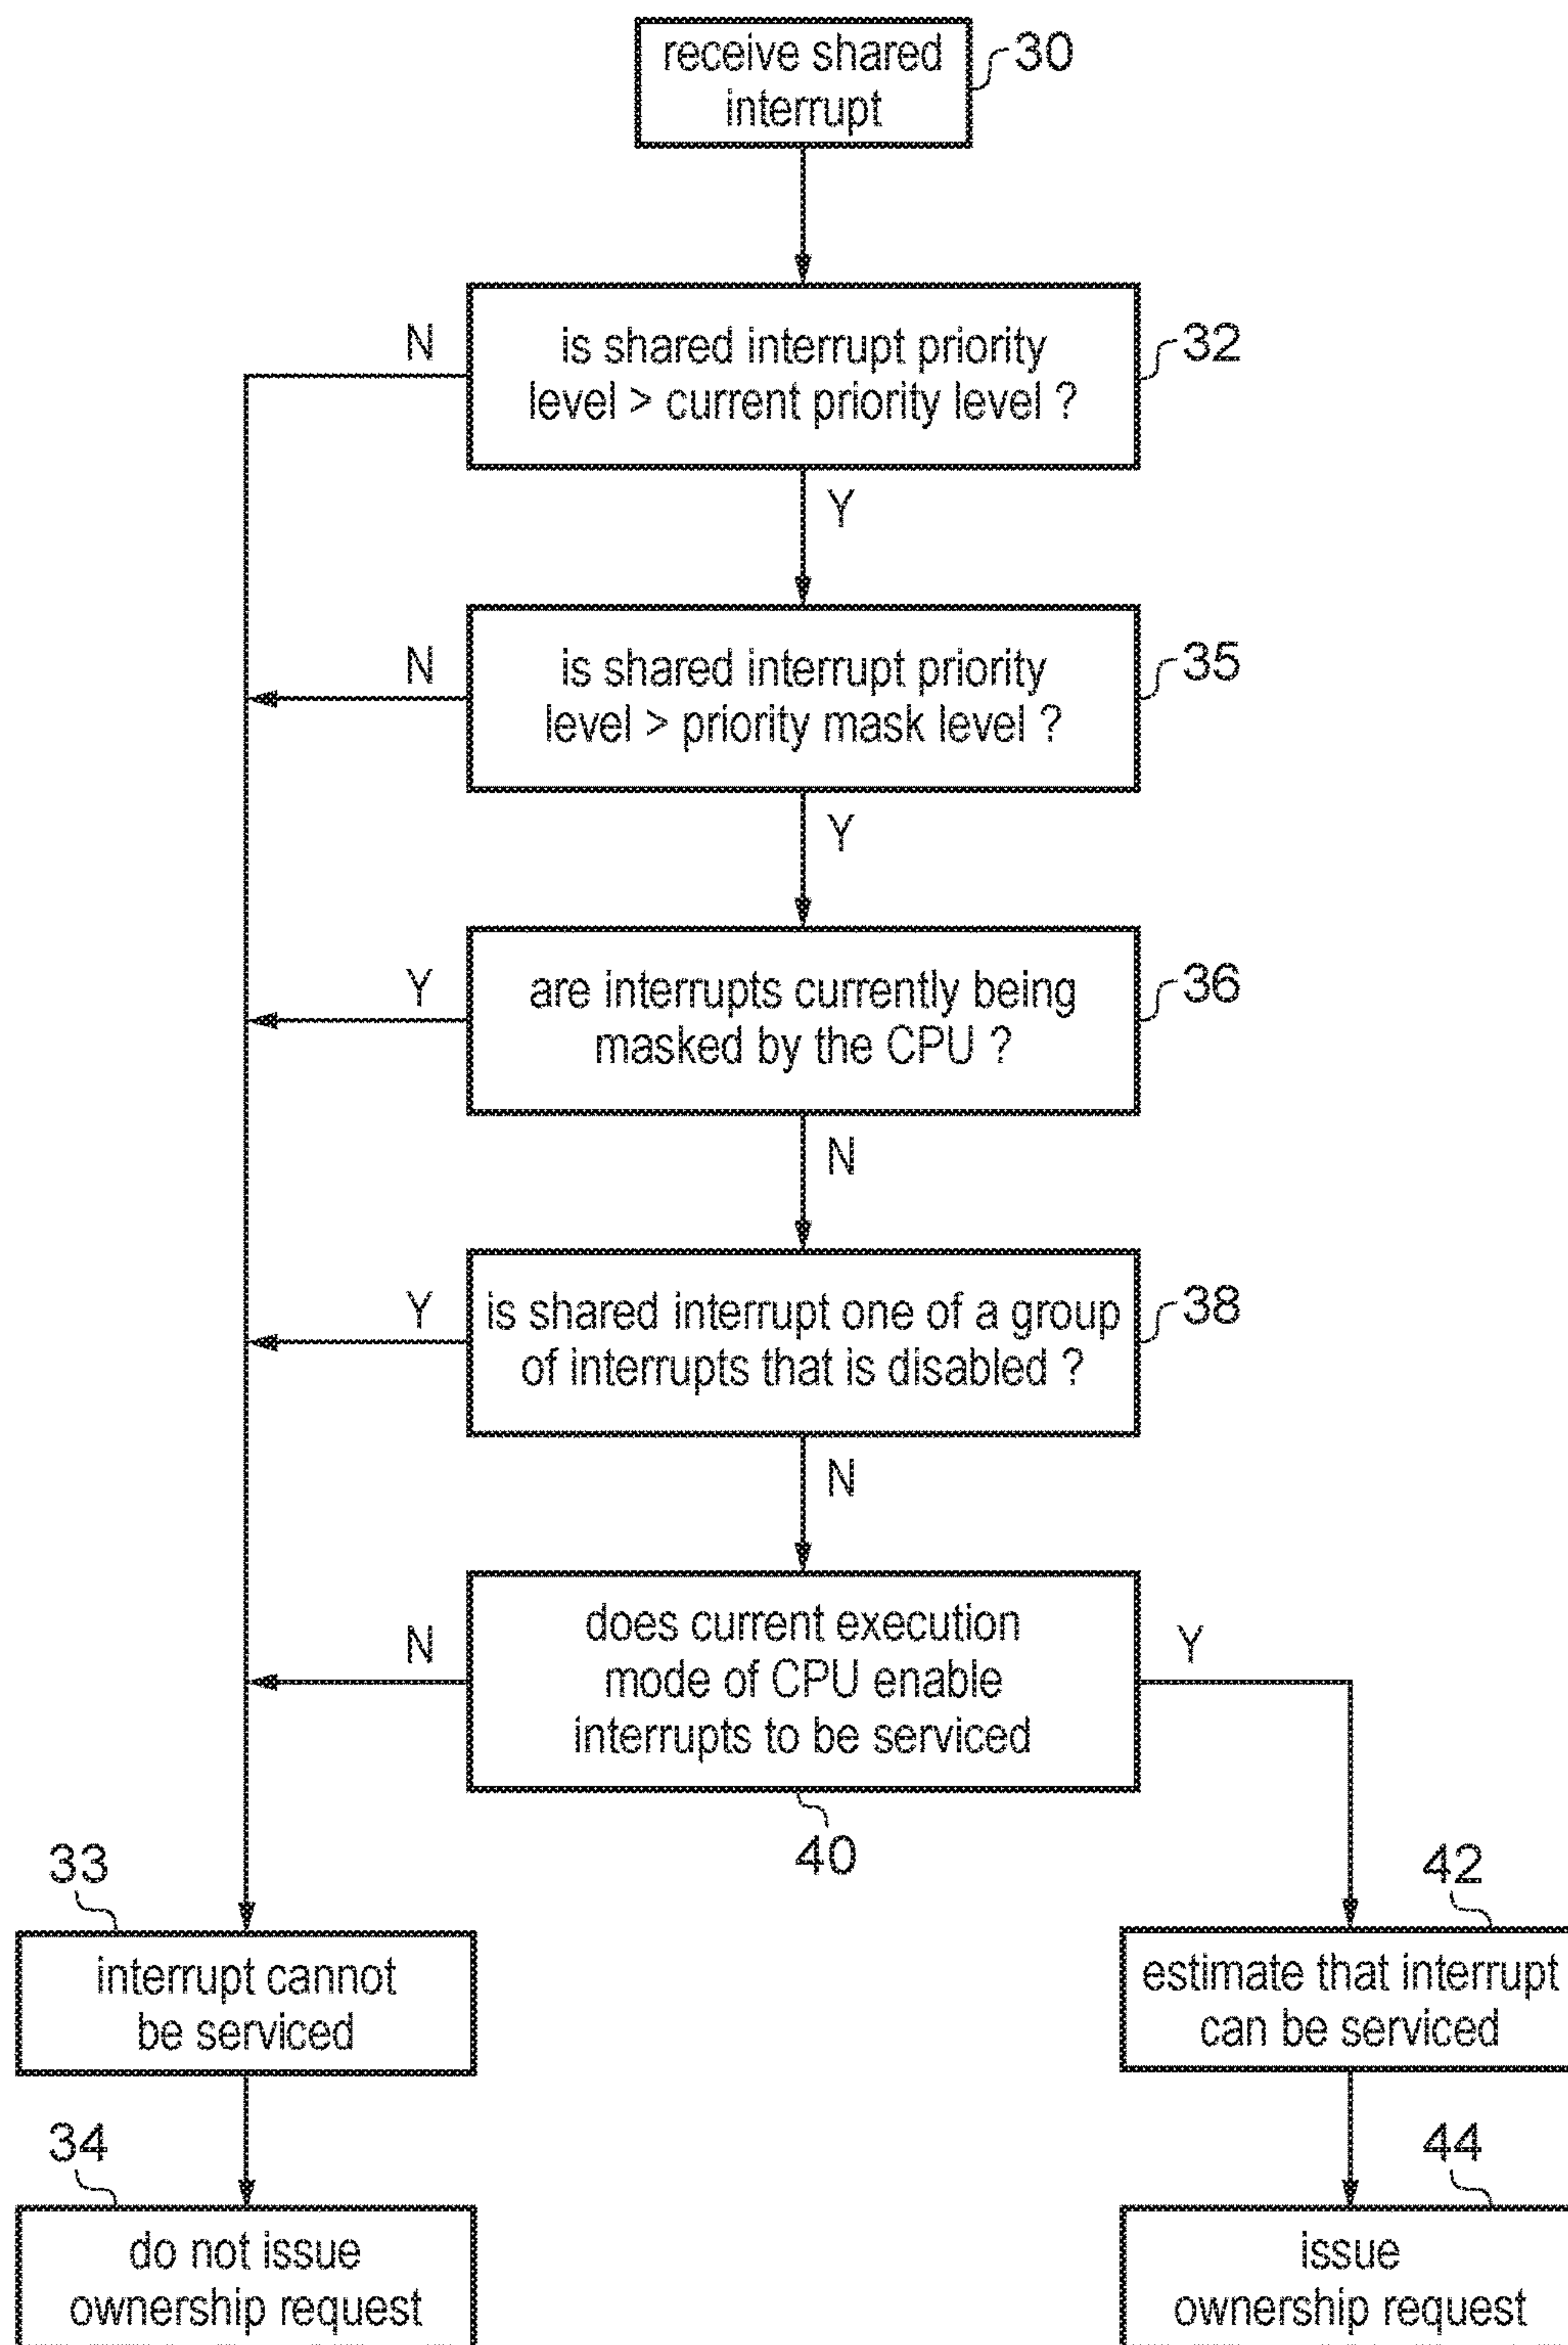 receive shared
interrupt
30
is shared interrupt priority
level > current priority level ?
32
N
Y
is shared interrupt priority
level > priority mask level ?
35
N
Y
are interrupts currently being
masked by the CPU ?
36
Y
N
is shared interrupt one of a group
of interrupts that is disabled ?
38
Y
N
does current execution
mode of CPU enable
interrupts to be serviced
N
Y
40
33
interrupt cannot
be serviced
42
estimate that interrupt
can be serviced
34
do not issue
ownership request
44
issue
ownership request